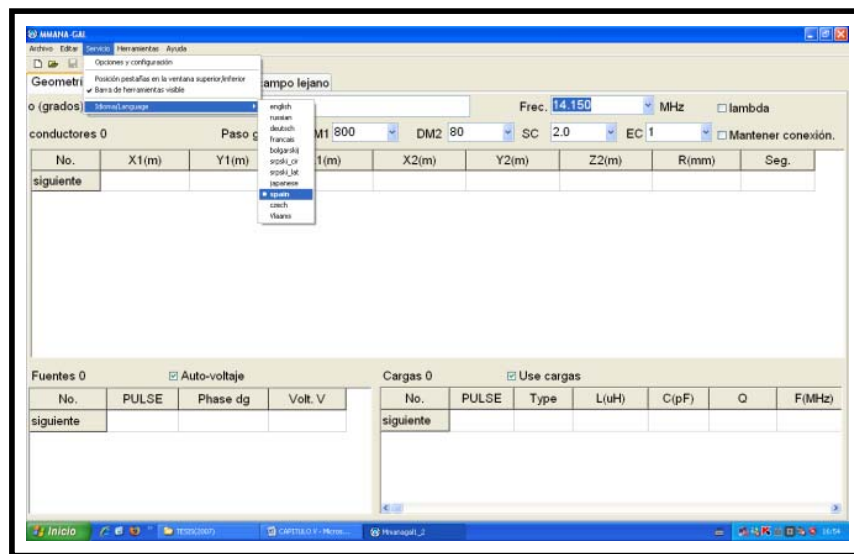 MMANA-GAL
Archivo Editar Servicio Herramientas Ayuda
Opciones y configuración
Posición pestañas en la ventana superior/inferior
Barra de herramientas visible
Idioma/Language
english
russian
deutsch
francais
bolgarskij
srpski_cir
srpski_lat
japanese
spain
czech
Vlaams
Geometrí ampo lejano
o (grados) Frec. 14.150 MHz lambda
conductores 0 Paso g M1 800 DM2 80 SC 2.0 EC 1 Mantener conexión.
No. X1(m) Y1(m) 1(m) X2(m) Y2(m) Z2(m) R(mm) Seg.
siguiente
Fuentes 0 Auto-voltaje Cargas 0 Use cargas
No. PULSE Phase dg Volt. V No. PULSE Type L(uH) C(pF) Q F(MHz)
siguiente siguiente
Inicio TESIS(2007) CAPITULO V - Micros... Mmanagalt_2 16:54